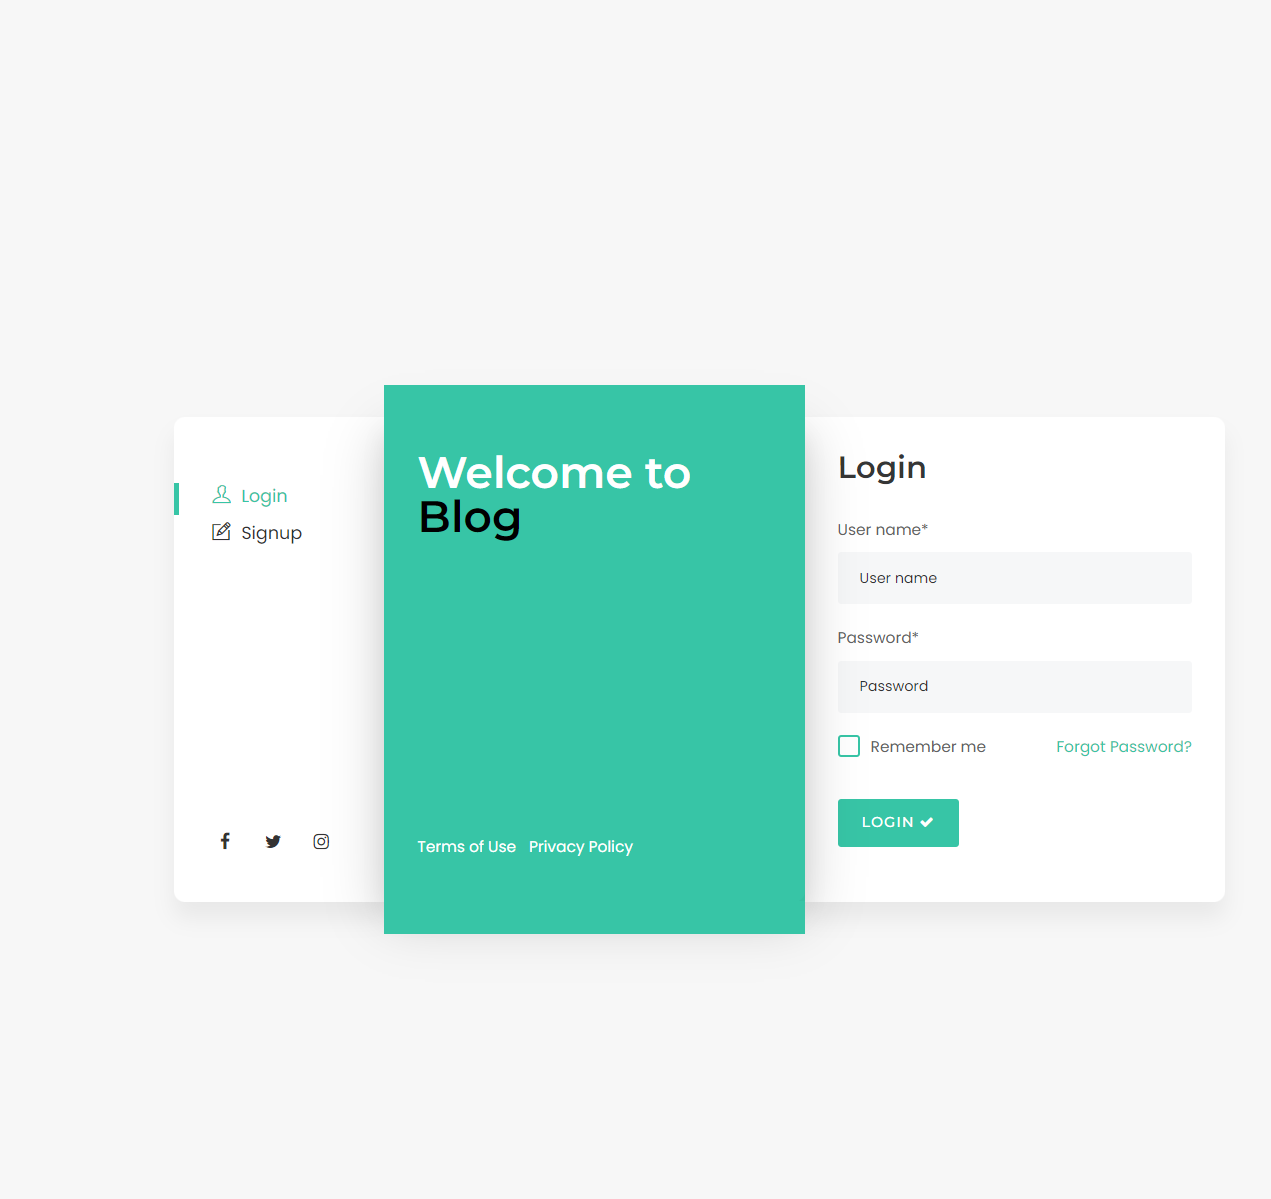 Login
Signup
Welcome to
Blog
Terms of Use Privacy Policy
Login
User name*
User name
Password*
Password
Remember me Forgot Password?
LOGIN